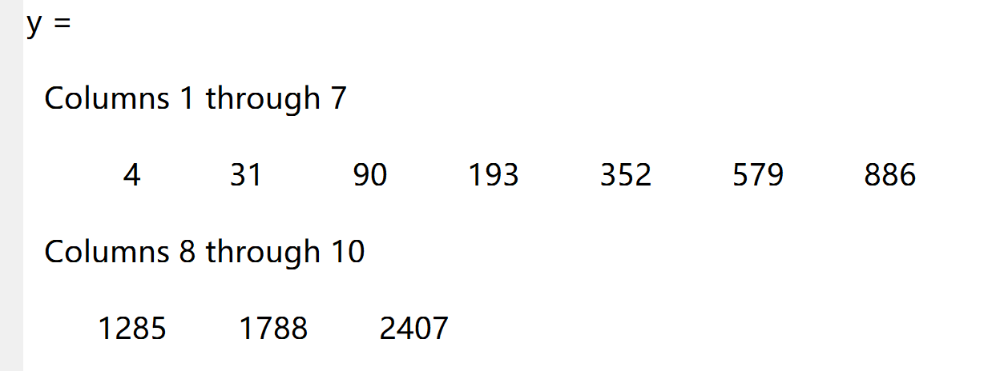 y =
Columns 1 through 7
4 31 90 193 352 579 886
Columns 8 through 10
1285 1788 2407